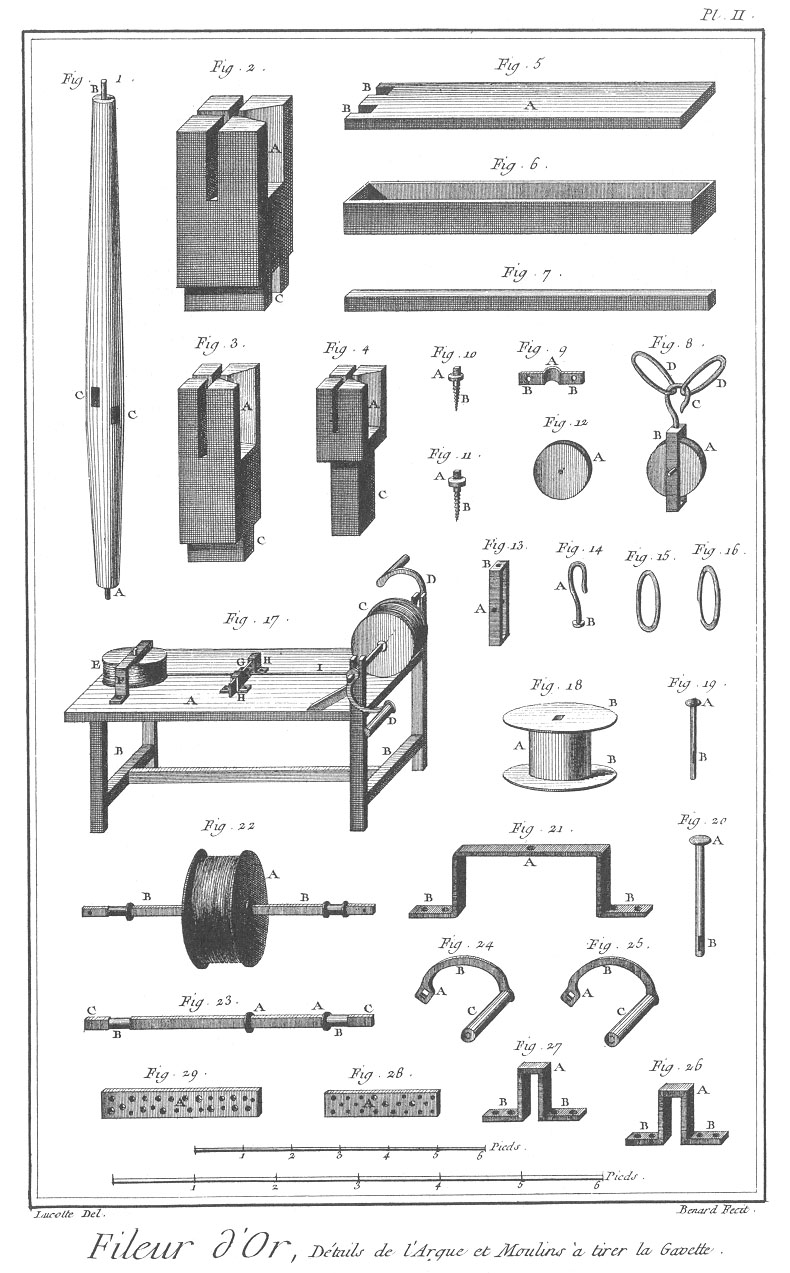 Pl. II.
Fig. 1.
B
C
C
A
Fig. 2.
A
C
Fig. 5
B
B
A
Fig. 6.
Fig. 7.
Fig. 3.
A
C
Fig. 4
A
C
Fig. 10
A
B
Fig. 9
A
B B
Fig. 8.
D
D
C
B
A
Fig. 12
A
Fig. 11.
A
B
Fig. 13.
B
A
Fig. 14
A
B
Fig. 15.
Fig. 16.
Fig. 17.
C
D
E
F
G H
H
I
A
D
B
B
Fig. 18
B
A
B
Fig. 19.
A
B
Fig. 22
A
B B
Fig. 21.
A
B B
Fig. 20
A
B
Fig. 23.
C A A C
B B
Fig. 24
B
A
C
Fig. 25.
B
A
C
Fig. 29
A
Fig. 28.
A
Fig. 27
A
B B
Fig. 26
A
B B
1 2 3 4 5 6 Pieds.
1 2 3 4 5 6 Pieds.
Lucotte Del.
Benard Fecit.
Fileur d'Or, Détails de l'Argue et Moulins à tirer la Gavette.